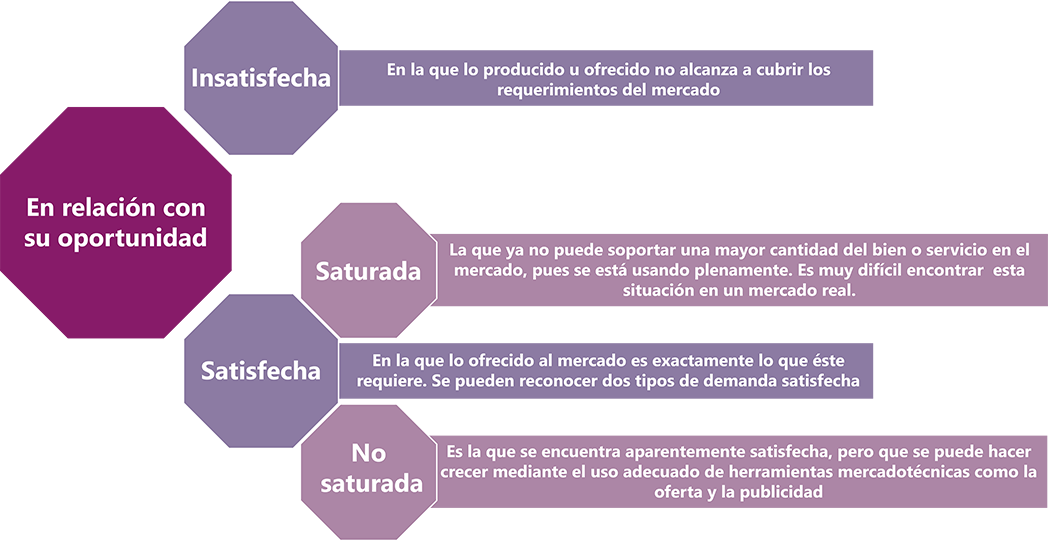 Insatisfecha
En la que lo producido u ofrecido no alcanza a cubrir los
requerimientos del mercado
En relación con
su oportunidad
Saturada
La que ya no puede soportar una mayor cantidad del bien o servicio en el
mercado, pues se está usando plenamente. Es muy difícil encontrar  esta
situación en un mercado real.
Satisfecha
En la que lo ofrecido al mercado es exactamente lo que éste
requiere. Se pueden reconocer dos tipos de demanda satisfecha
No
saturada
Es la que se encuentra aparentemente satisfecha, pero que se puede hacer
crecer mediante el uso adecuado de herramientas mercadotécnicas como la
oferta y la publicidad